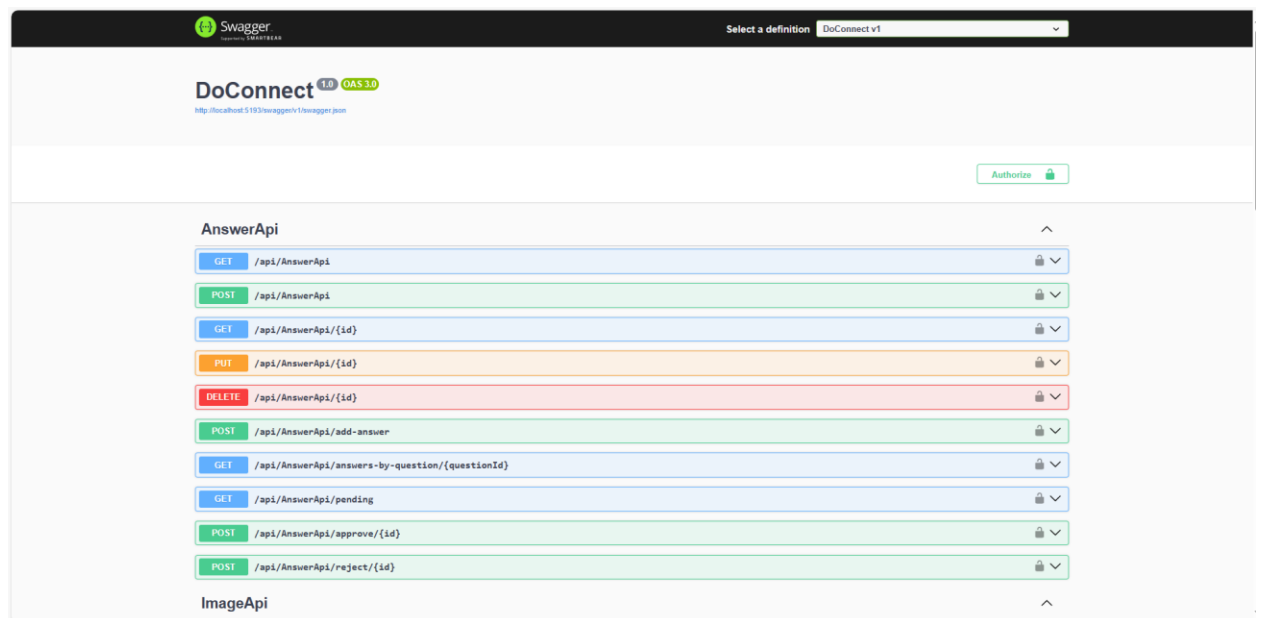 Swagger.
Supported by SMARTBEAR
Select a definition DoConnect v1
DoConnect 1.0 OAS 3.0
http://localhost:5193/swagger/v1/swagger.json
Authorize
AnswerApi
GET /api/AnswerApi
POST /api/AnswerApi
GET /api/AnswerApi/{id}
PUT /api/AnswerApi/{id}
DELETE /api/AnswerApi/{id}
POST /api/AnswerApi/add-answer
GET /api/AnswerApi/answers-by-question/{questionId}
GET /api/AnswerApi/pending
POST /api/AnswerApi/approve/{id}
POST /api/AnswerApi/reject/{id}
ImageApi